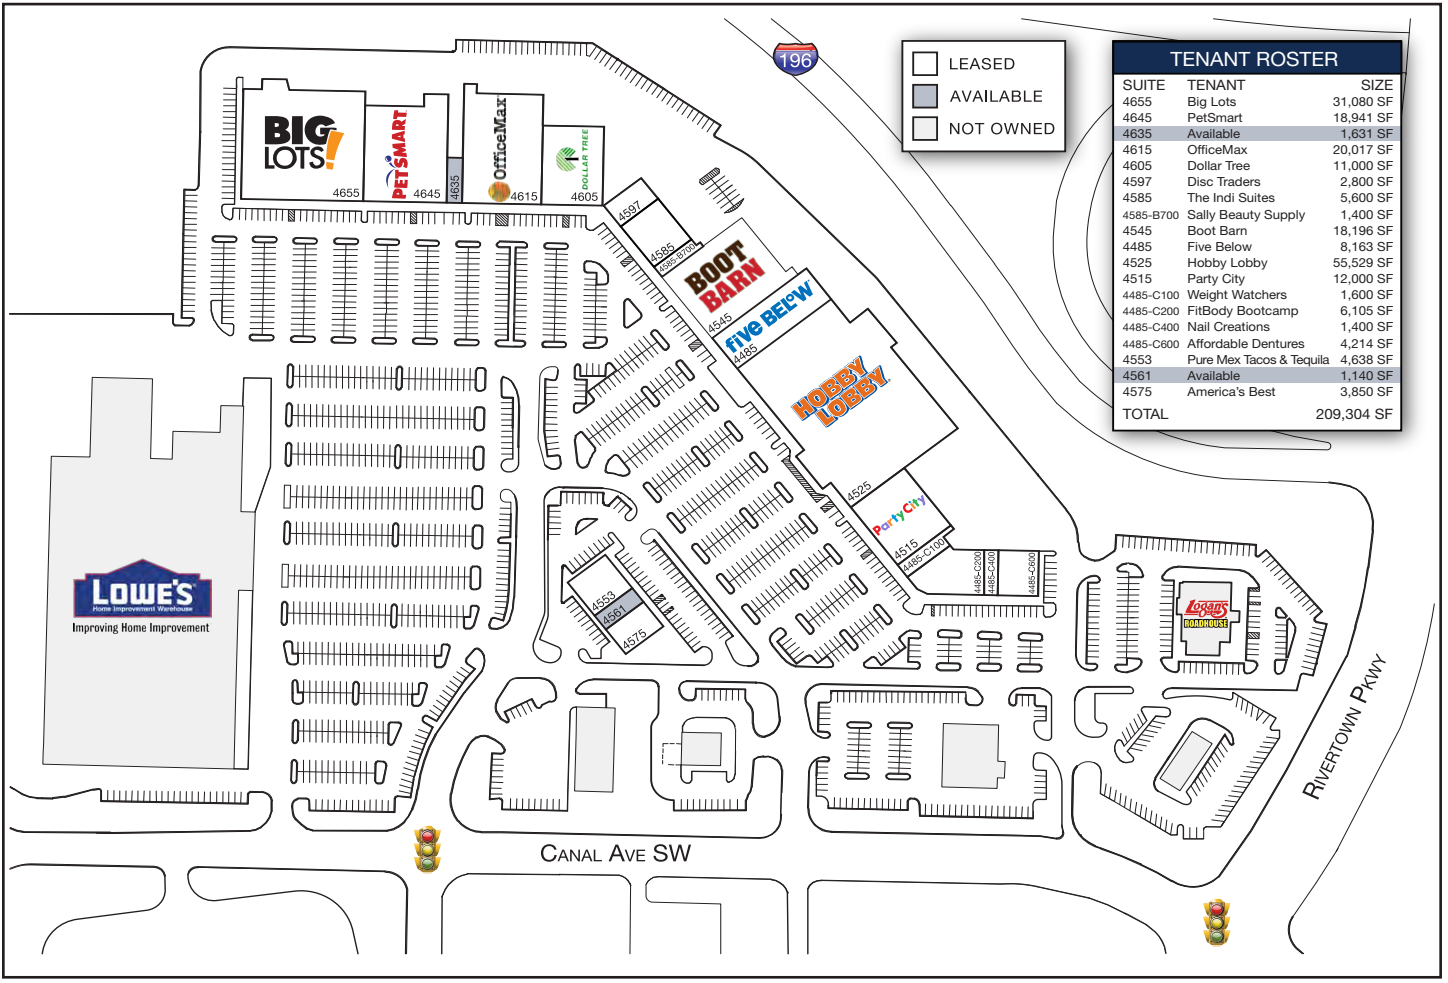 196
LEASED
AVAILABLE
NOT OWNED
TENANT ROSTER
SUITE TENANT SIZE
4655 Big Lots 31,080 SF
4645 PetSmart 18,941 SF
4635 Available 1,631 SF
4615 OfficeMax 20,017 SF
4605 Dollar Tree 11,000 SF
4597 Disc Traders 2,800 SF
4585 The Indi Suites 5,600 SF
4585-B700 Sally Beauty Supply 1,400 SF
4545 Boot Barn 18,196 SF
4485 Five Below 8,163 SF
4525 Hobby Lobby 55,529 SF
4515 Party City 12,000 SF
4485-C100 Weight Watchers 1,600 SF
4485-C200 FitBody Bootcamp 6,105 SF
4485-C400 Nail Creations 1,400 SF
4485-C600 Affordable Dentures 4,214 SF
4553 Pure Mex Tacos & Tequila 4,638 SF
4561 Available 1,140 SF
4575 America's Best 3,850 SF
TOTAL 209,304 SF
BIG
LOTS!
4655
PETSMART
4645
4635
OfficeMax
4615
DOLLAR TREE
4605
4597
4585
4585-B700
BOOT
BARN
4545
five BELOW
4485
HOBBY
LOBBY
4525
Party City
4515
4485-C100
4485-C200
4485-C400
4485-C600
4553
4561
4575
LOWE'S
Home Improvement Warehouse
Improving Home Improvement
Logan's
ROADHOUSE
RIVERTOWN PKWY
CANAL AVE SW